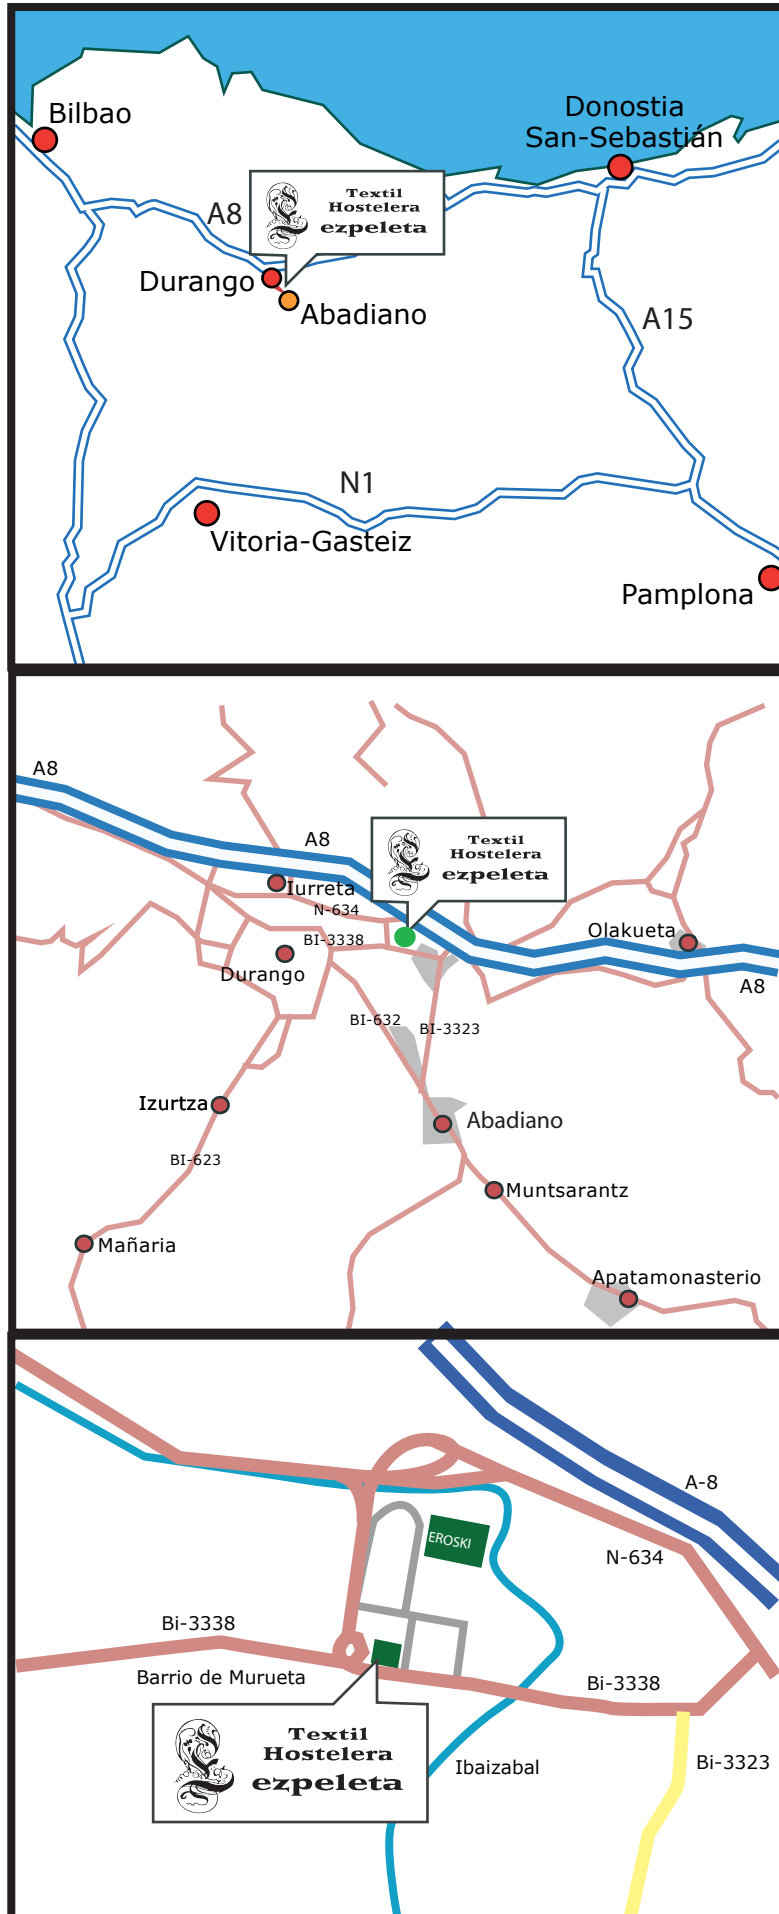 Bilbao
Donostia
San-Sebastián
A8
Textil
Hostelera
ezpeleta
Durango
Abadiano
A15
N1
Vitoria-Gasteiz
Pamplona
A8
A8
Textil
Hostelera
ezpeleta
Iurreta
N-634
Olakueta
BI-3338
Durango
A8
BI-632
BI-3323
Izurtza
Abadiano
BI-623
Muntsarantz
Mañaria
Apatamonasterio
A-8
EROSKI
N-634
Bi-3338
Barrio de Murueta
Bi-3338
Textil
Hostelera
ezpeleta
Ibaizabal
Bi-3323